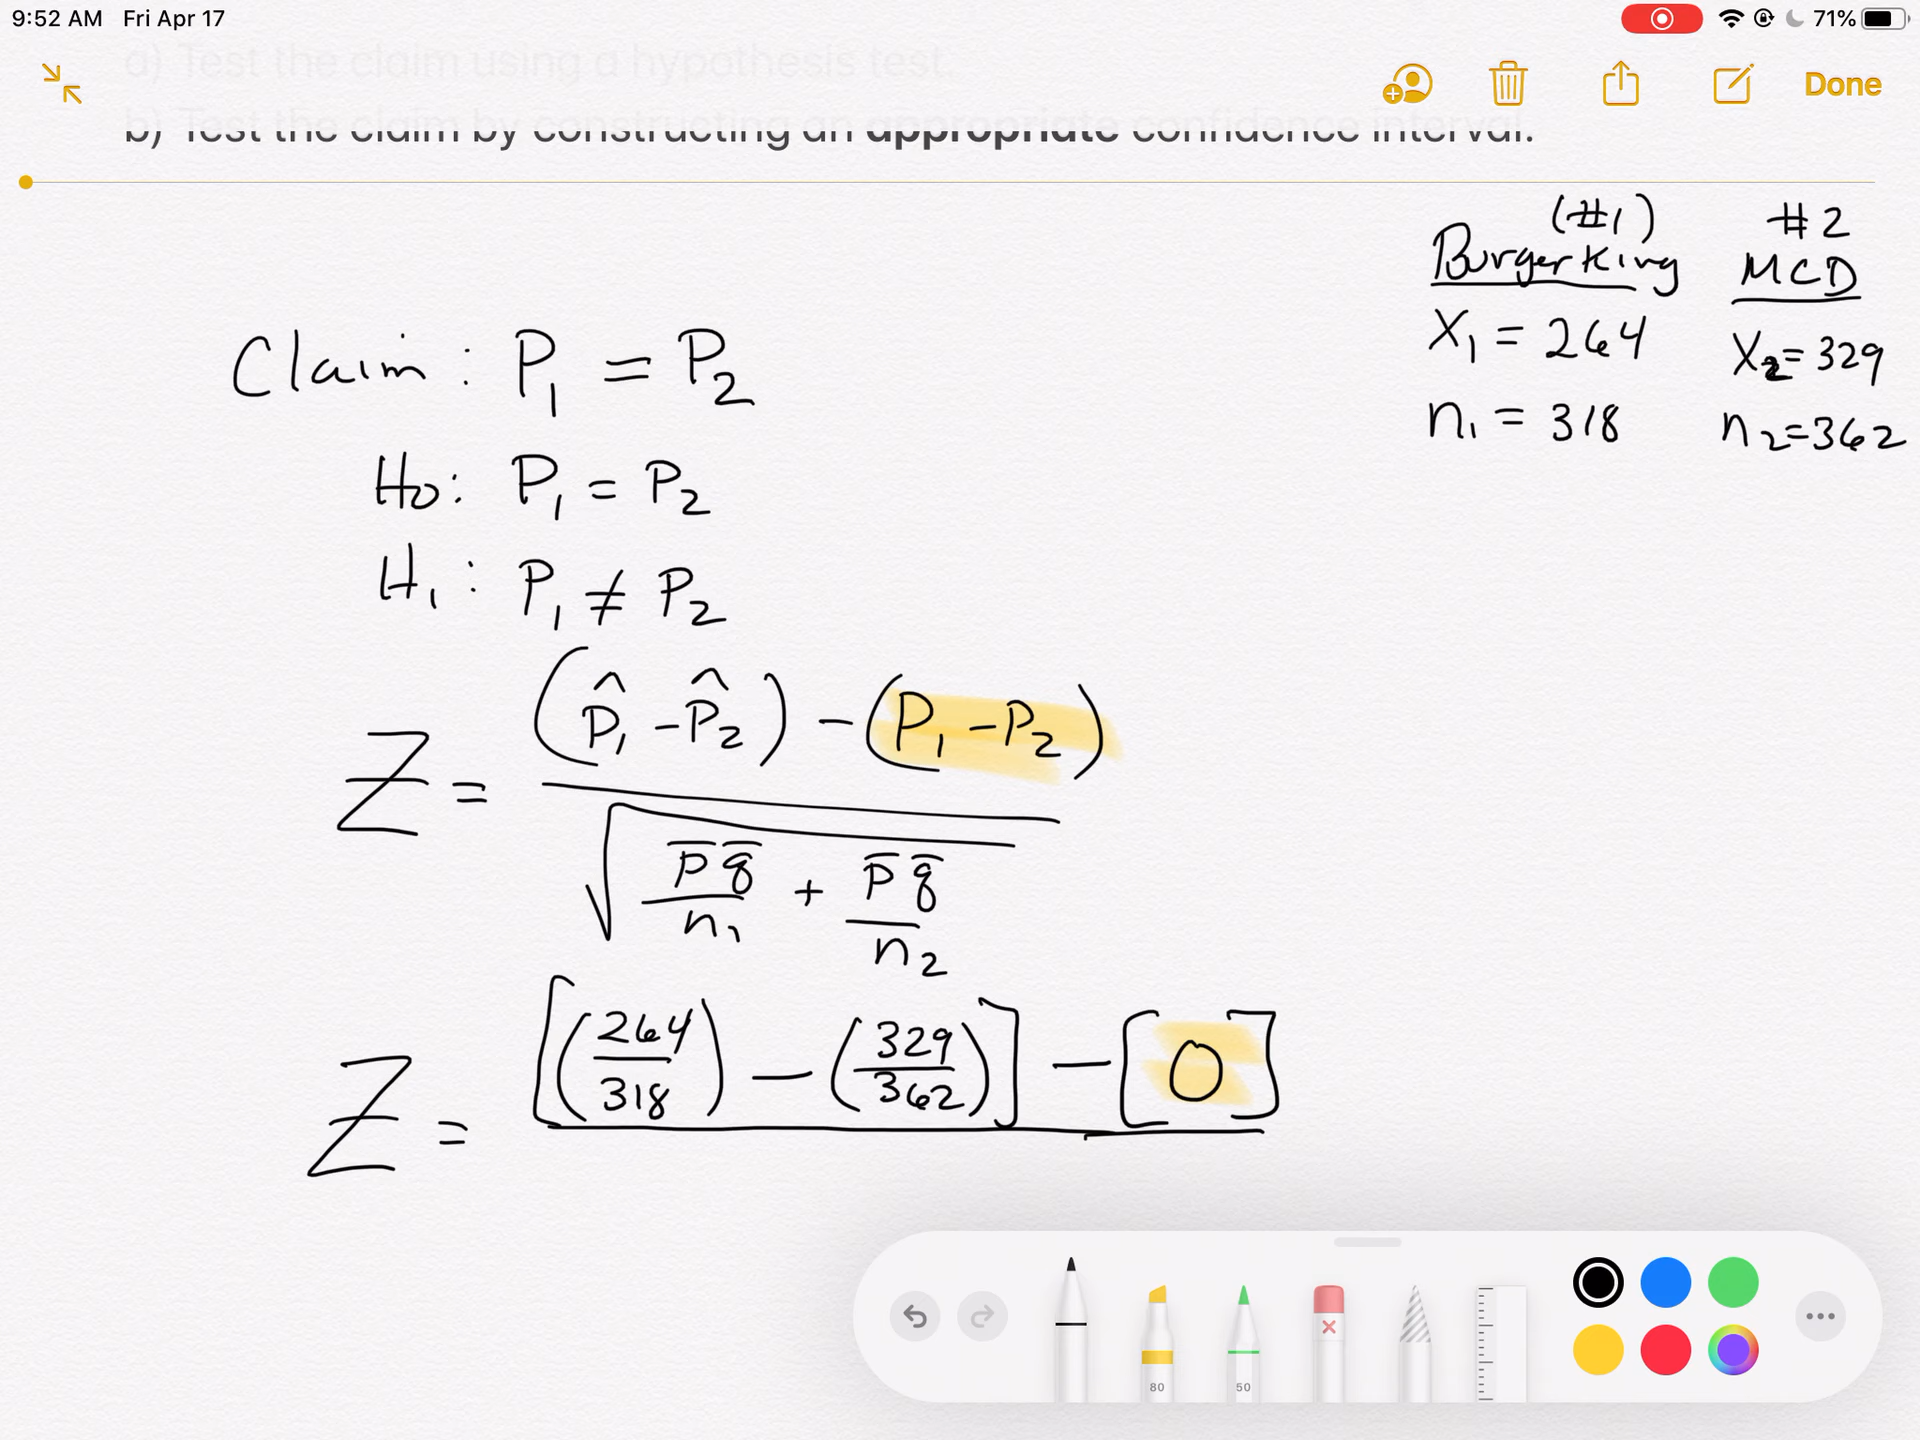 9:52 AM Fri Apr 17 71%
a) Test the claim using a hypothesis test.
Done
b) Test the claim by constructing an appropriate confidence interval.
(#1) #2
Burger King MCD
X₁ = 264 X₂ = 329
n₁ = 318 n₂ = 362
Claim: P₁ = P₂
H₀: P₁ = P₂
H₁: P₁ ≠ P₂
Z = ((p̂₁ - p̂₂) - (P₁ - P₂)) / √(p̄ q̄ / n₁ + p̄ q̄ / n₂)
Z = [(264/318) - (329/362)] - [0]
80 50